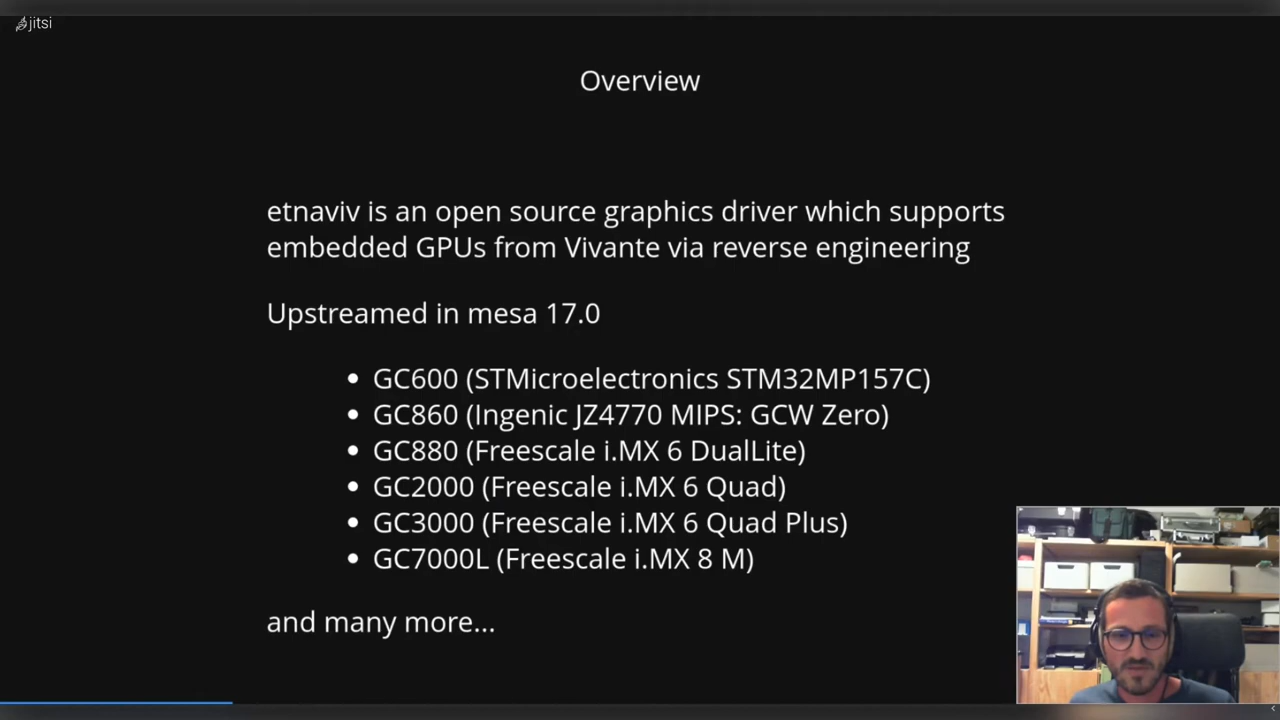 jitsi
Overview
etnaviv is an open source graphics driver which supports
embedded GPUs from Vivante via reverse engineering
Upstreamed in mesa 17.0
• GC600 (STMicroelectronics STM32MP157C)
• GC860 (Ingenic JZ4770 MIPS: GCW Zero)
• GC880 (Freescale i.MX 6 DualLite)
• GC2000 (Freescale i.MX 6 Quad)
• GC3000 (Freescale i.MX 6 Quad Plus)
• GC7000L (Freescale i.MX 8 M)
and many more...